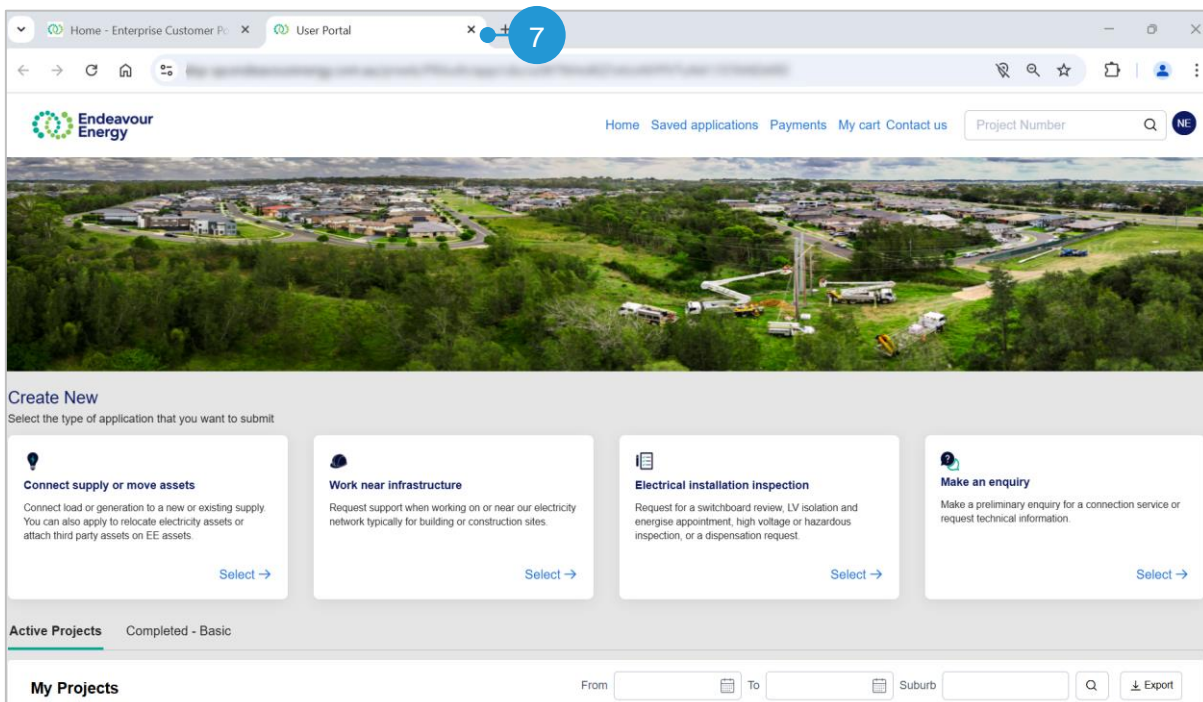 Home - Enterprise Customer Po
User Portal
7
Endeavour
Energy
Home Saved applications Payments My cart Contact us
Project Number
NE
Create New
Select the type of application that you want to submit
Connect supply or move assets
Connect load or generation to a new or existing supply.
You can also apply to relocate electricity assets or
attach third party assets on EE assets.
Select →
Work near infrastructure
Request support when working on or near our electricity
network typically for building or construction sites.
Select →
Electrical installation inspection
Request for a switchboard review, LV isolation and
energise appointment, high voltage or hazardous
inspection, or a dispensation request.
Select →
Make an enquiry
Make a preliminary enquiry for a connection service or
request technical information.
Select →
Active Projects Completed - Basic
My Projects From To Suburb Export